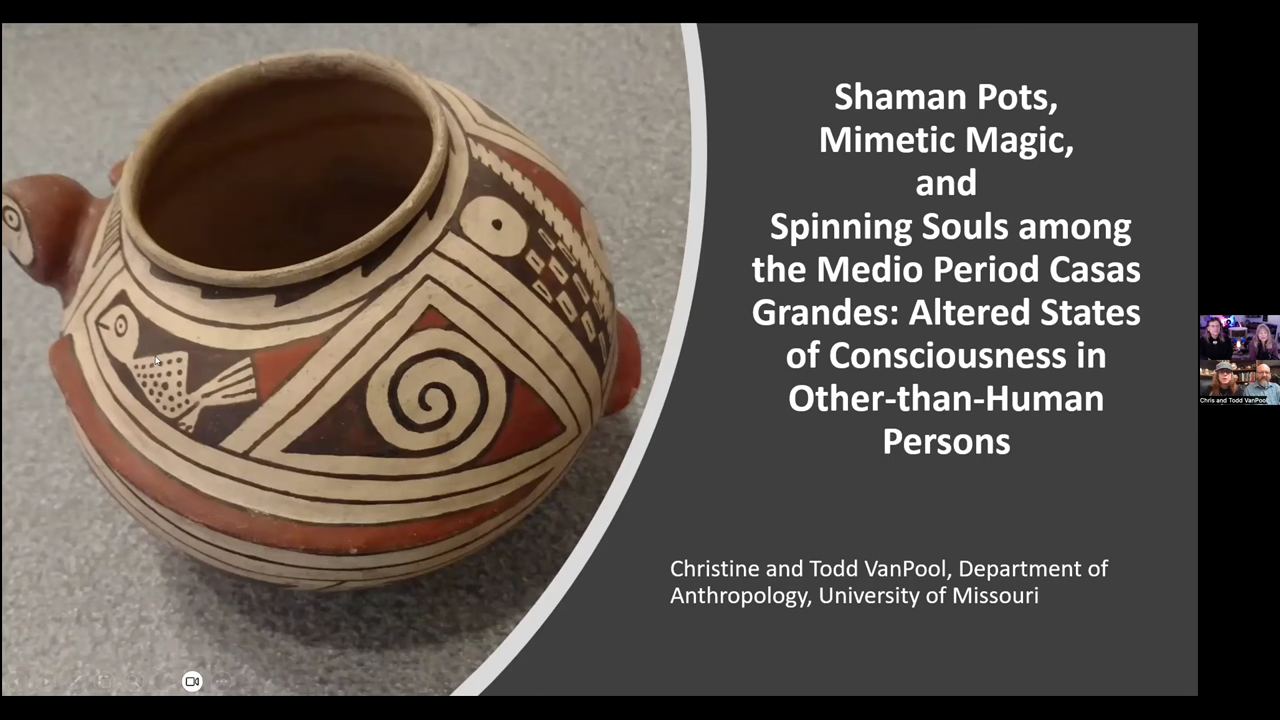 Shaman Pots,
Mimetic Magic,
and
Spinning Souls among
the Medio Period Casas
Grandes: Altered States
of Consciousness in
Other-than-Human
Persons
Christine and Todd VanPool, Department of
Anthropology, University of Missouri
Chris and Todd VanPool